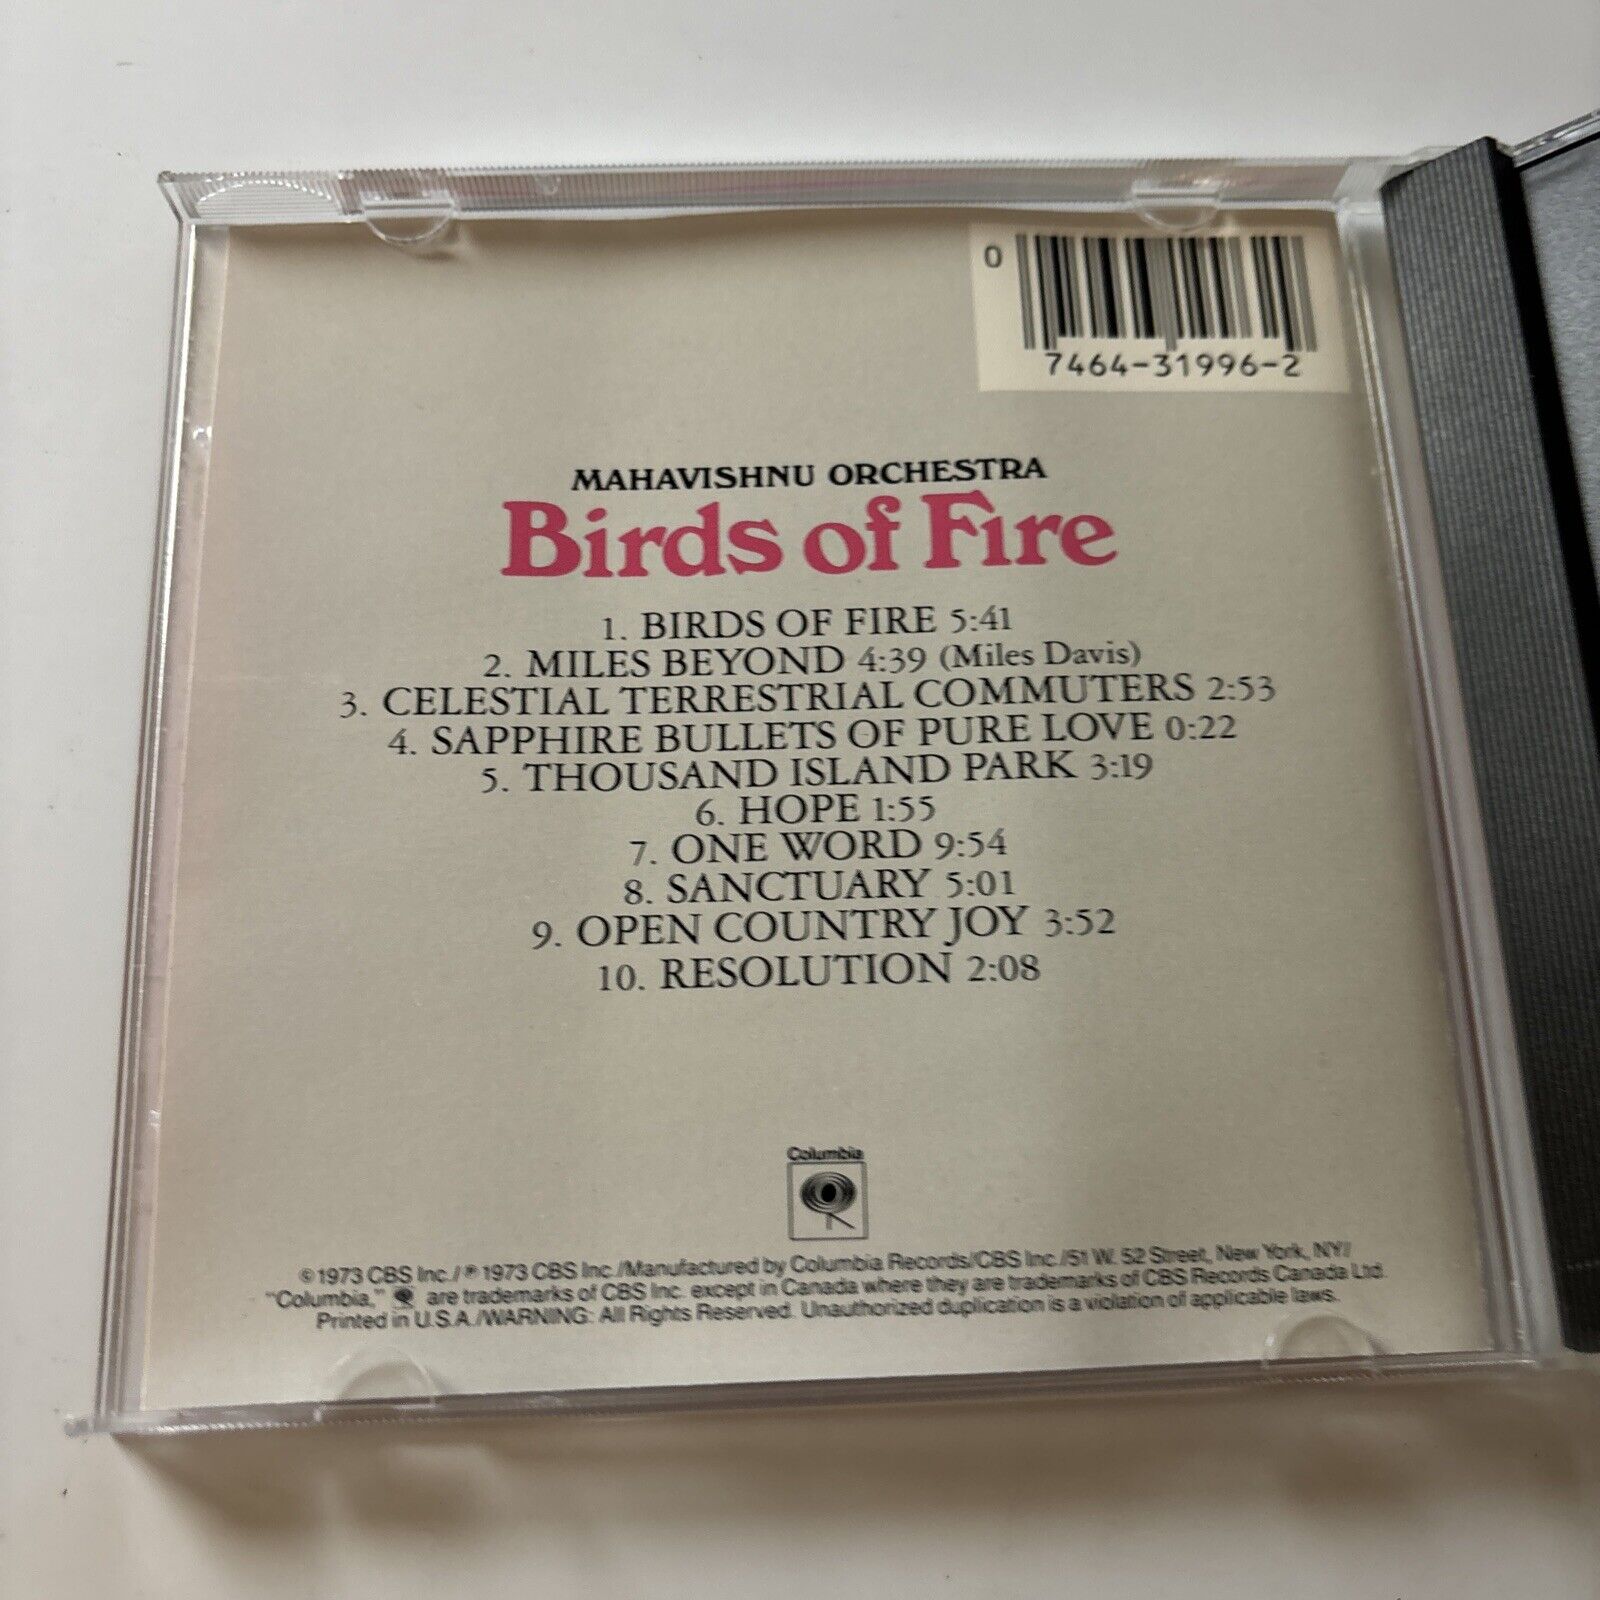 0
7464-31996-2
MAHAVISHNU ORCHESTRA
Birds of Fire
1. BIRDS OF FIRE 5:41
2. MILES BEYOND 4:39 (Miles Davis)
3. CELESTIAL TERRESTRIAL COMMUTERS 2:53
4. SAPPHIRE BULLETS OF PURE LOVE 0:22
5. THOUSAND ISLAND PARK 3:19
6. HOPE 1:55
7. ONE WORD 9:54
8. SANCTUARY 5:01
9. OPEN COUNTRY JOY 3:52
10. RESOLUTION 2:08
Columbia
©1973 CBS Inc./℗ 1973 CBS Inc./Manufactured by Columbia Records/CBS Inc./51 W. 52 Street, New York, NY/
"Columbia," are trademarks of CBS Inc. except in Canada where they are trademarks of CBS Records Canada Ltd.
Printed in U.S.A./WARNING: All Rights Reserved. Unauthorized duplication is a violation of applicable laws.